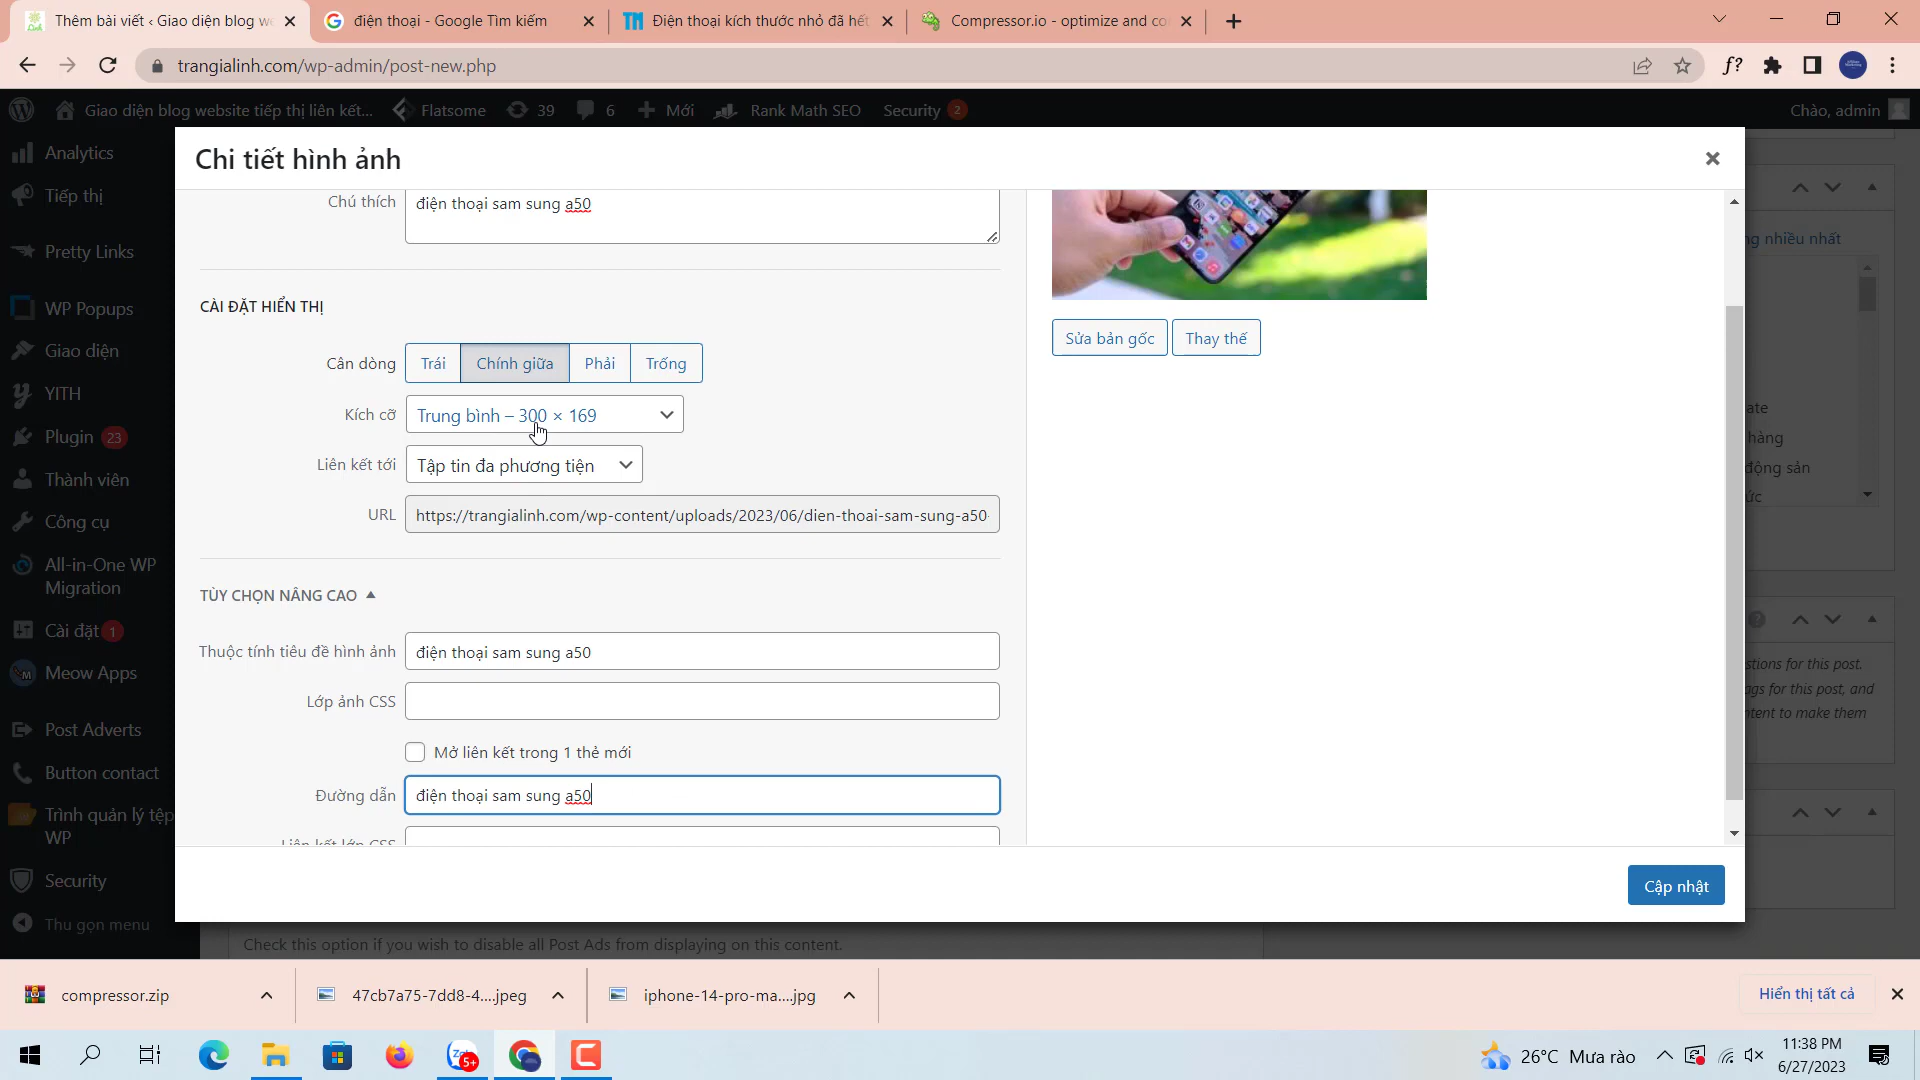 Thêm bài viết ‹ Giao diện blog we
điện thoại - Google Tìm kiếm
Điện thoại kích thước nhỏ đã hết
Compressor.io - optimize and co
trangialinh.com/wp-admin/post-new.php
f?
Giao diện blog website tiếp thị liên kết...
Flatsome
39
6
Mới
Rank Math SEO
Security 2
Chào, admin
Analytics
Tiếp thị
Pretty Links
WP Popups
Giao diện
YITH
Plugin 23
Thành viên
Công cụ
All-in-One WP
Migration
Cài đặt 1
Meow Apps
Post Adverts
Button contact
Trình quản lý tệp
WP
Security
Thu gọn menu
Chi tiết hình ảnh
Chú thích
điện thoại sam sung a50
CÀI ĐẶT HIỂN THỊ
Cân dòng
Trái
Chính giữa
Phải
Trống
Kích cỡ
Trung bình – 300 × 169
Liên kết tới
Tập tin đa phương tiện
URL
https://trangialinh.com/wp-content/uploads/2023/06/dien-thoai-sam-sung-a50-
TÙY CHỌN NÂNG CAO
Thuộc tính tiêu đề hình ảnh
điện thoại sam sung a50
Lớp ảnh CSS
Mở liên kết trong 1 thẻ mới
Đường dẫn
điện thoại sam sung a50
Liên kết lớp CSS
Sửa bản gốc
Thay thế
Cập nhật
ng nhiều nhất
ate
hàng
động sản
ức
stions for this post.
ags for this post, and
ntent to make them
Check this option if you wish to disable all Post Ads from displaying on this content.
compressor.zip
47cb7a75-7dd8-4....jpeg
iphone-14-pro-ma....jpg
Hiển thị tất cả
5+
26°C Mưa rào
11:38 PM
6/27/2023